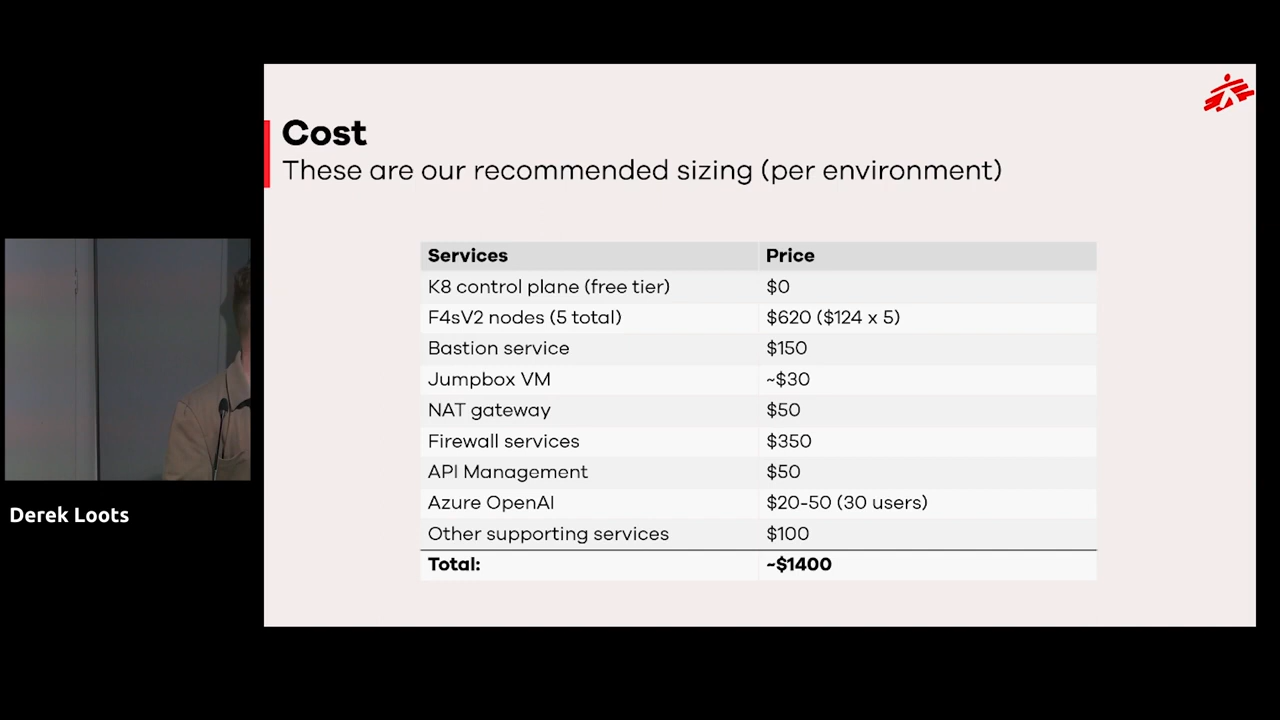 Cost
These are our recommended sizing (per environment)
Services Price
K8 control plane (free tier) $0
F4sV2 nodes (5 total) $620 ($124 x 5)
Bastion service $150
Jumpbox VM ~$30
NAT gateway $50
Firewall services $350
API Management $50
Azure OpenAI $20-50 (30 users)
Other supporting services $100
Total: ~$1400
Derek Loots